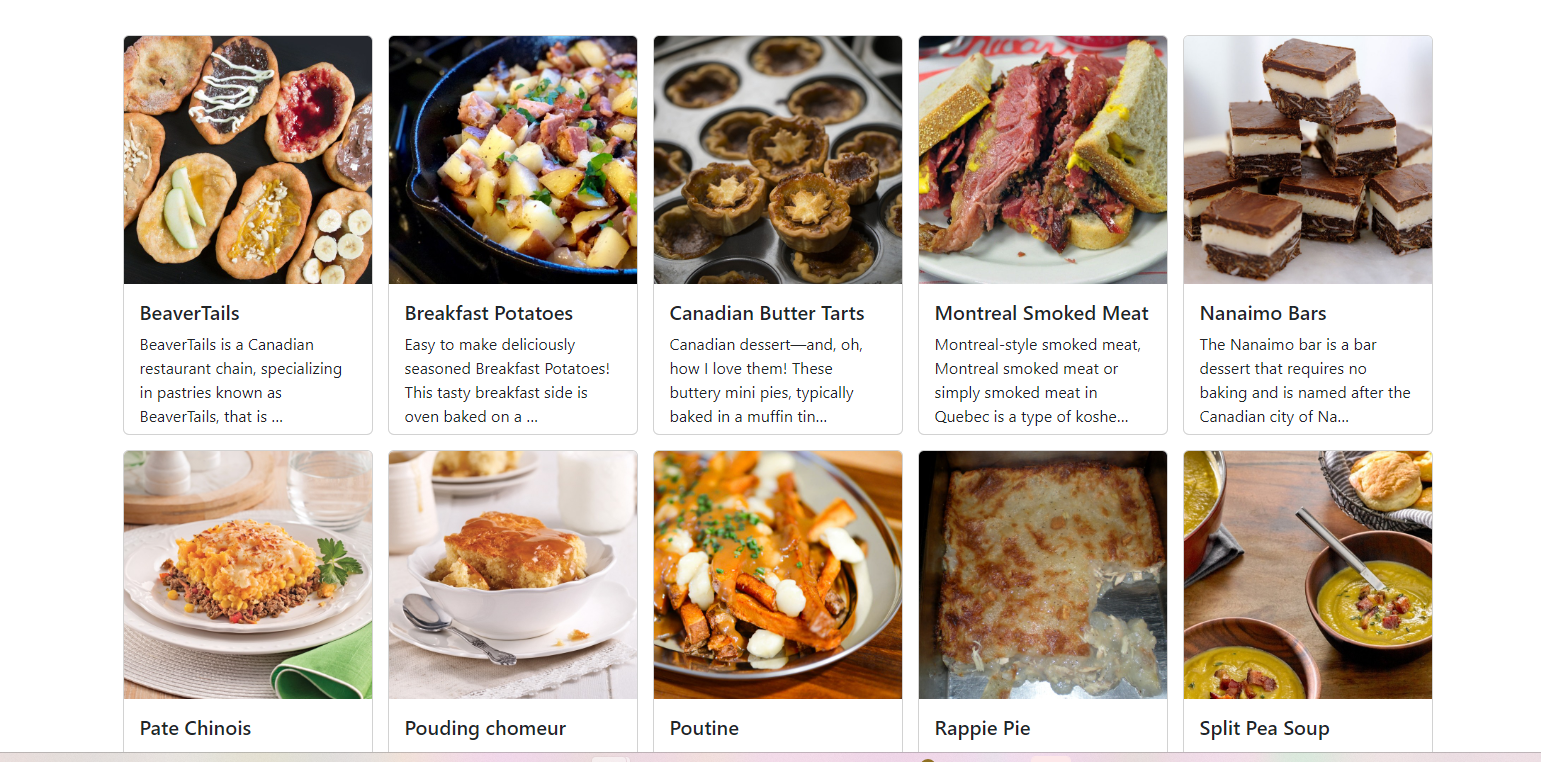 BeaverTails
BeaverTails is a Canadian
restaurant chain, specializing
in pastries known as
BeaverTails, that is ...
Breakfast Potatoes
Easy to make deliciously
seasoned Breakfast Potatoes!
This tasty breakfast side is
oven baked on a ...
Canadian Butter Tarts
Canadian dessert—and, oh,
how I love them! These
buttery mini pies, typically
baked in a muffin tin...
Montreal Smoked Meat
Montreal-style smoked meat,
Montreal smoked meat or
simply smoked meat in
Quebec is a type of koshe...
Nanaimo Bars
The Nanaimo bar is a bar
dessert that requires no
baking and is named after the
Canadian city of Na...
Pate Chinois
Pouding chomeur
Poutine
Rappie Pie
Split Pea Soup